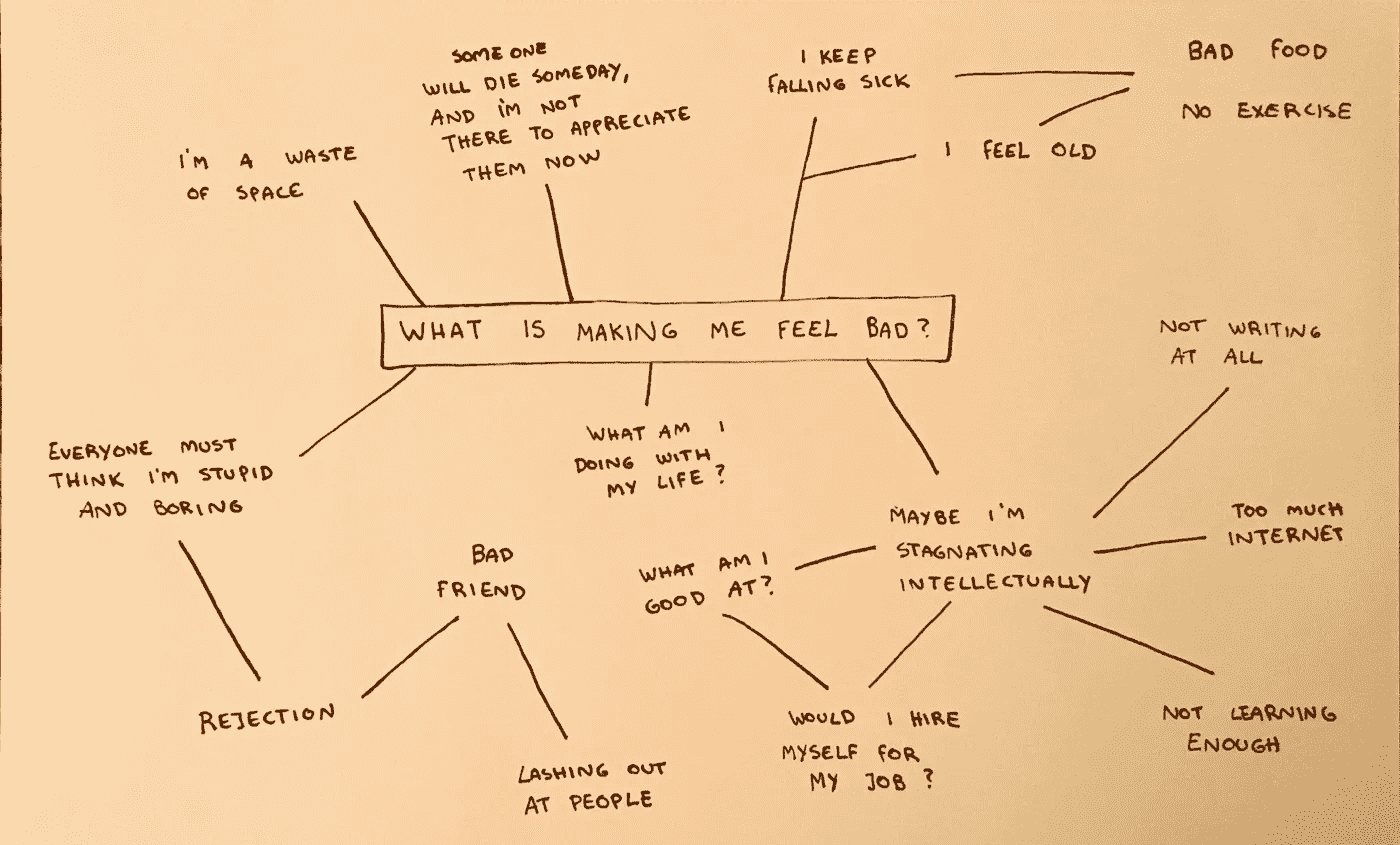 SOME ONE
WILL DIE SOMEDAY,
AND I'M NOT
THERE TO APPRECIATE
THEM NOW
I KEEP
FALLING SICK
BAD FOOD
NO EXERCISE
I FEEL OLD
I'M A WASTE
OF SPACE
WHAT IS MAKING ME FEEL BAD?
NOT WRITING
AT ALL
EVERYONE MUST
THINK I'M STUPID
AND BORING
WHAT AM I
DOING WITH
MY LIFE?
MAYBE I'M
STAGNATING
INTELLECTUALLY
TOO MUCH
INTERNET
BAD
FRIEND
WHAT AM I
GOOD AT?
REJECTION
LASHING OUT
AT PEOPLE
WOULD I HIRE
MYSELF FOR
MY JOB?
NOT LEARNING
ENOUGH